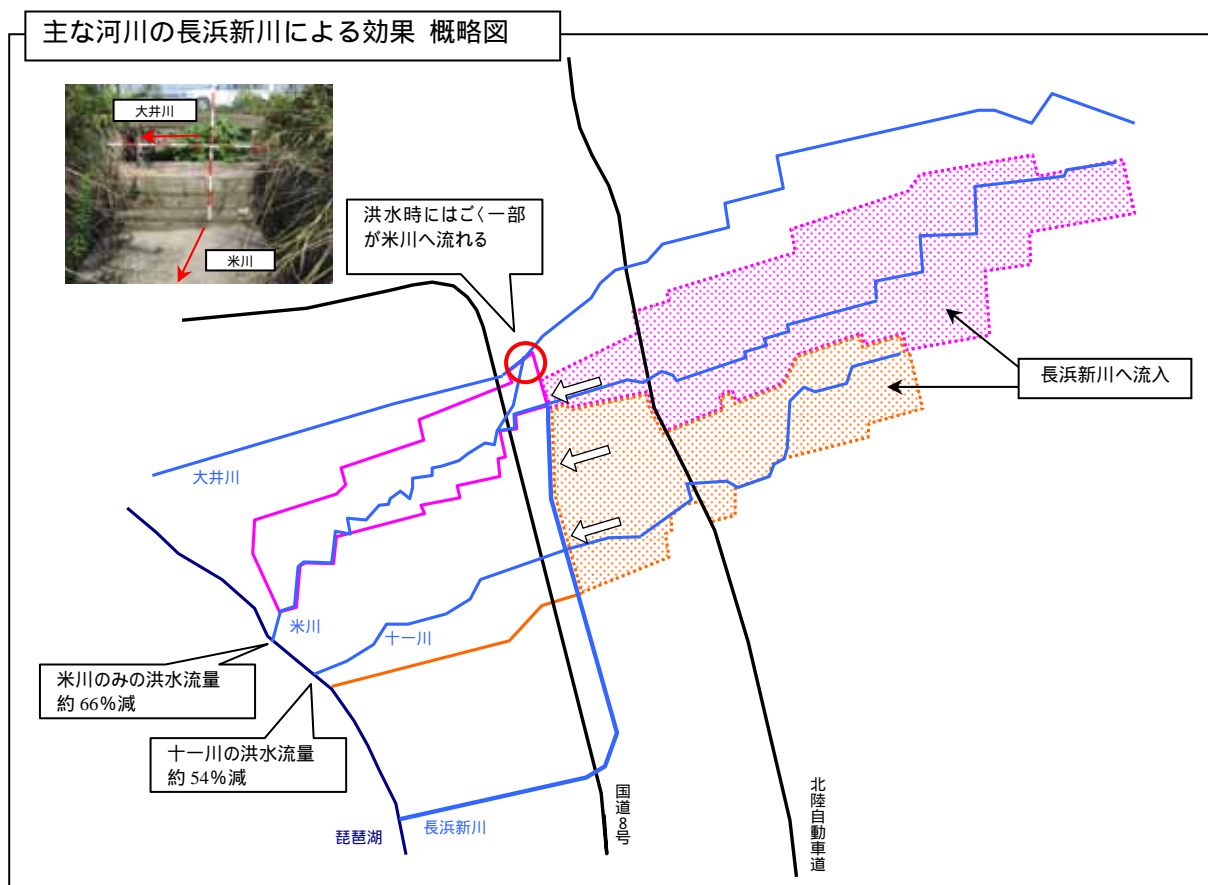 主な河川の長浜新川による効果 概略図
大井川
米川
洪水時にはごく一部
が米川へ流れる
長浜新川へ流入
大井川
米川
十一川
米川のみの洪水流量
約 66%減
十一川の洪水流量
約 54%減
琵琶湖
長浜新川
国道8号
北陸自動車道